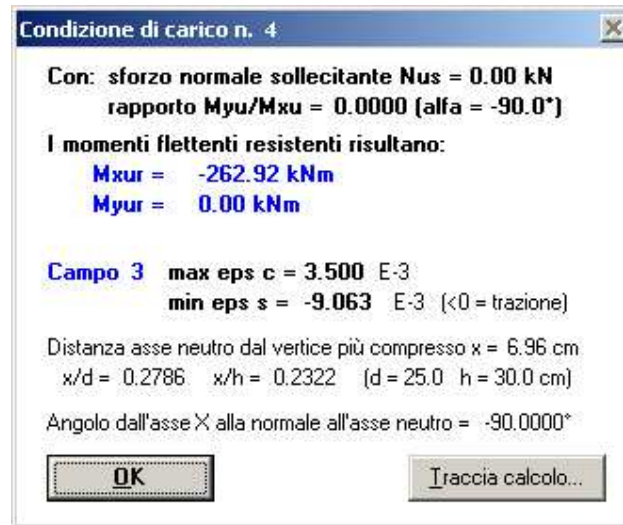 Condizione di carico n. 4
Con: sforzo normale sollecitante Nus = 0.00 kN
rapporto Myu/Mxu = 0.0000 (alfa = -90.0°)
I momenti flettenti resistenti risultano:
Mxur = -262.92 kNm
Myur = 0.00 kNm
Campo 3 max eps c = 3.500 E-3
min eps s = -9.063 E-3 (<0 = trazione)
Distanza asse neutro dal vertice più compresso x = 6.96 cm
x/d = 0.2786 x/h = 0.2322 (d = 25.0 h = 30.0 cm)
Angolo dall'asse X alla normale all'asse neutro = -90.0000°
OK
Traccia calcolo...